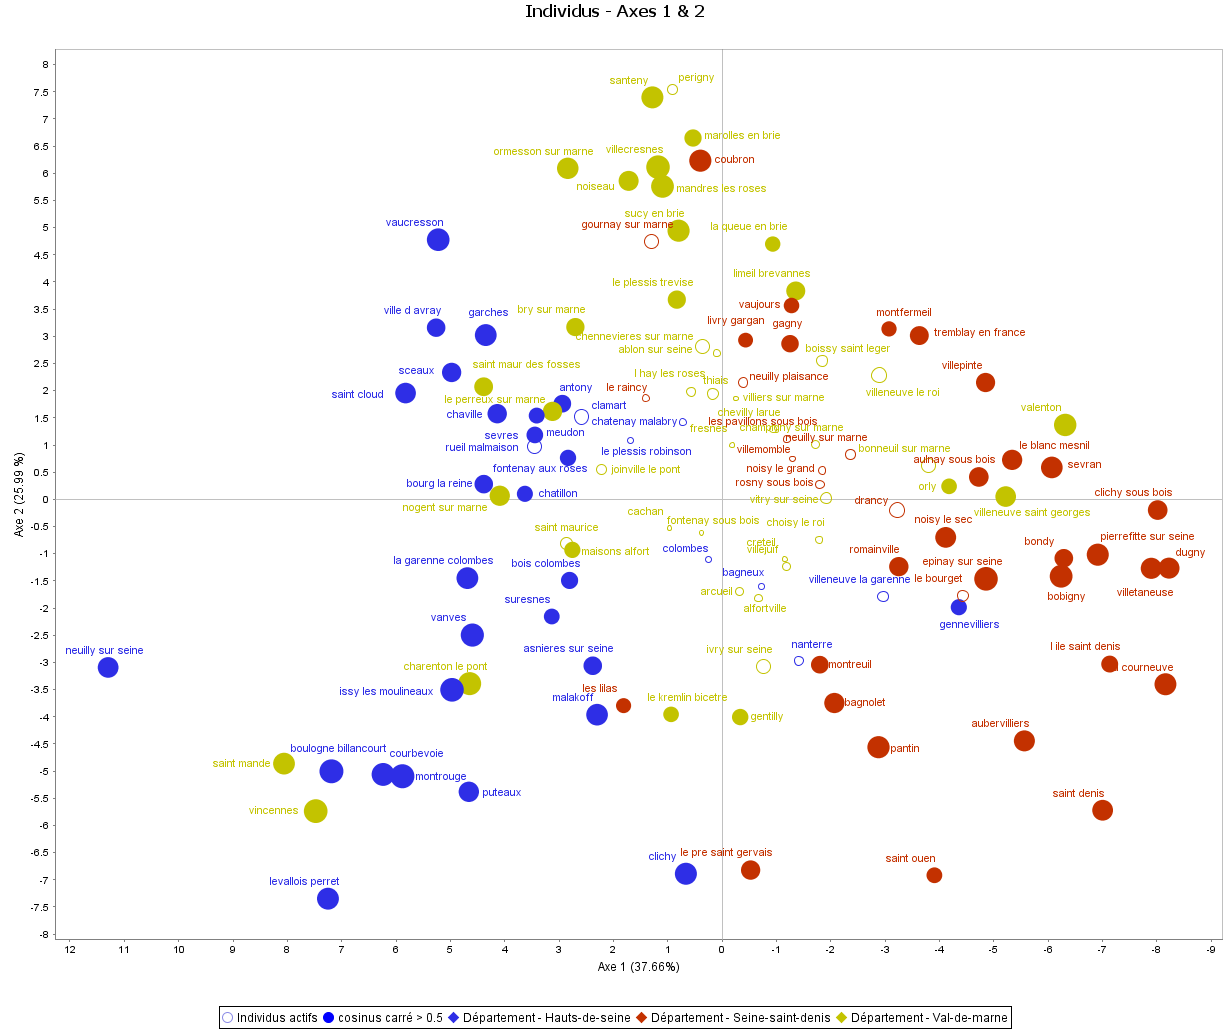 Individus - Axes 1 & 2
8
santeny
perigny
7.5
7
marolles en brie
6.5
ormesson sur marne
villecresnes
coubron
6
noiseau
mandres les roses
5.5
sucy en brie
vaucresson
gournay sur marne
la queue en brie
5
4.5
limeil brevannes
4
le plessis trevise
vaujours
ville d avray
garches
bry sur marne
montfermeil
3.5
livry gargan
gagny
tremblay en france
3
chennevieres sur marne
ablon sur seine
boissy saint leger
2.5
saint maur des fosses
villepinte
sceaux
l hay les roses
thiais
neuilly plaisance
villeneuve le roi
2
saint cloud
antony
le raincy
villiers sur marne
le perreux sur marne
clamart
valenton
1.5
chaville
chevilly larue
chatenay malabry
les pavillons sous bois
fresnes
champigny sur marne
sevres
meudon
neuilly sur marne
1
rueil malmaison
le plessis robinson
villemomble
bonneuil sur marne
le blanc mesnil
aulnay sous bois
sevran
0.5
fontenay aux roses
joinville le pont
noisy le grand
bourg la reine
rosny sous bois
orly
clichy sous bois
0
chatillon
vitry sur seine
drancy
nogent sur marne
villeneuve saint georges
cachan
fontenay sous bois
choisy le roi
noisy le sec
-0.5
saint maurice
pierrefitte sur seine
creteil
bondy
-1
maisons alfort
colombes
villejuif
romainville
dugny
la garenne colombes
bois colombes
epinay sur seine
-1.5
bagneux
villeneuve la garenne
le bourget
bobigny
villetaneuse
arcueil
suresnes
alfortville
gennevilliers
-2
vanves
-2.5
neuilly sur seine
asnieres sur seine
ivry sur seine
nanterre
l ile saint denis
-3
charenton le pont
montreuil
courneuve
issy les moulineaux
les lilas
malakoff
le kremlin bicetre
bagnolet
-3.5
gentilly
aubervilliers
-4
boulogne billancourt
courbevoie
pantin
-4.5
saint mande
montrouge
-5
puteaux
saint denis
vincennes
-5.5
-6
clichy
le pre saint gervais
saint ouen
-6.5
levallois perret
-7
-7.5
-8
Axe 2 (25.99 %)
12 11 10 9 8 7 6 5 4 3 2 1 0 -1 -2 -3 -4 -5 -6 -7 -8 -9
Axe 1 (37.66%)
Individus actifs cosinus carré > 0.5 Département - Hauts-de-seine Département - Seine-saint-denis Département - Val-de-marne